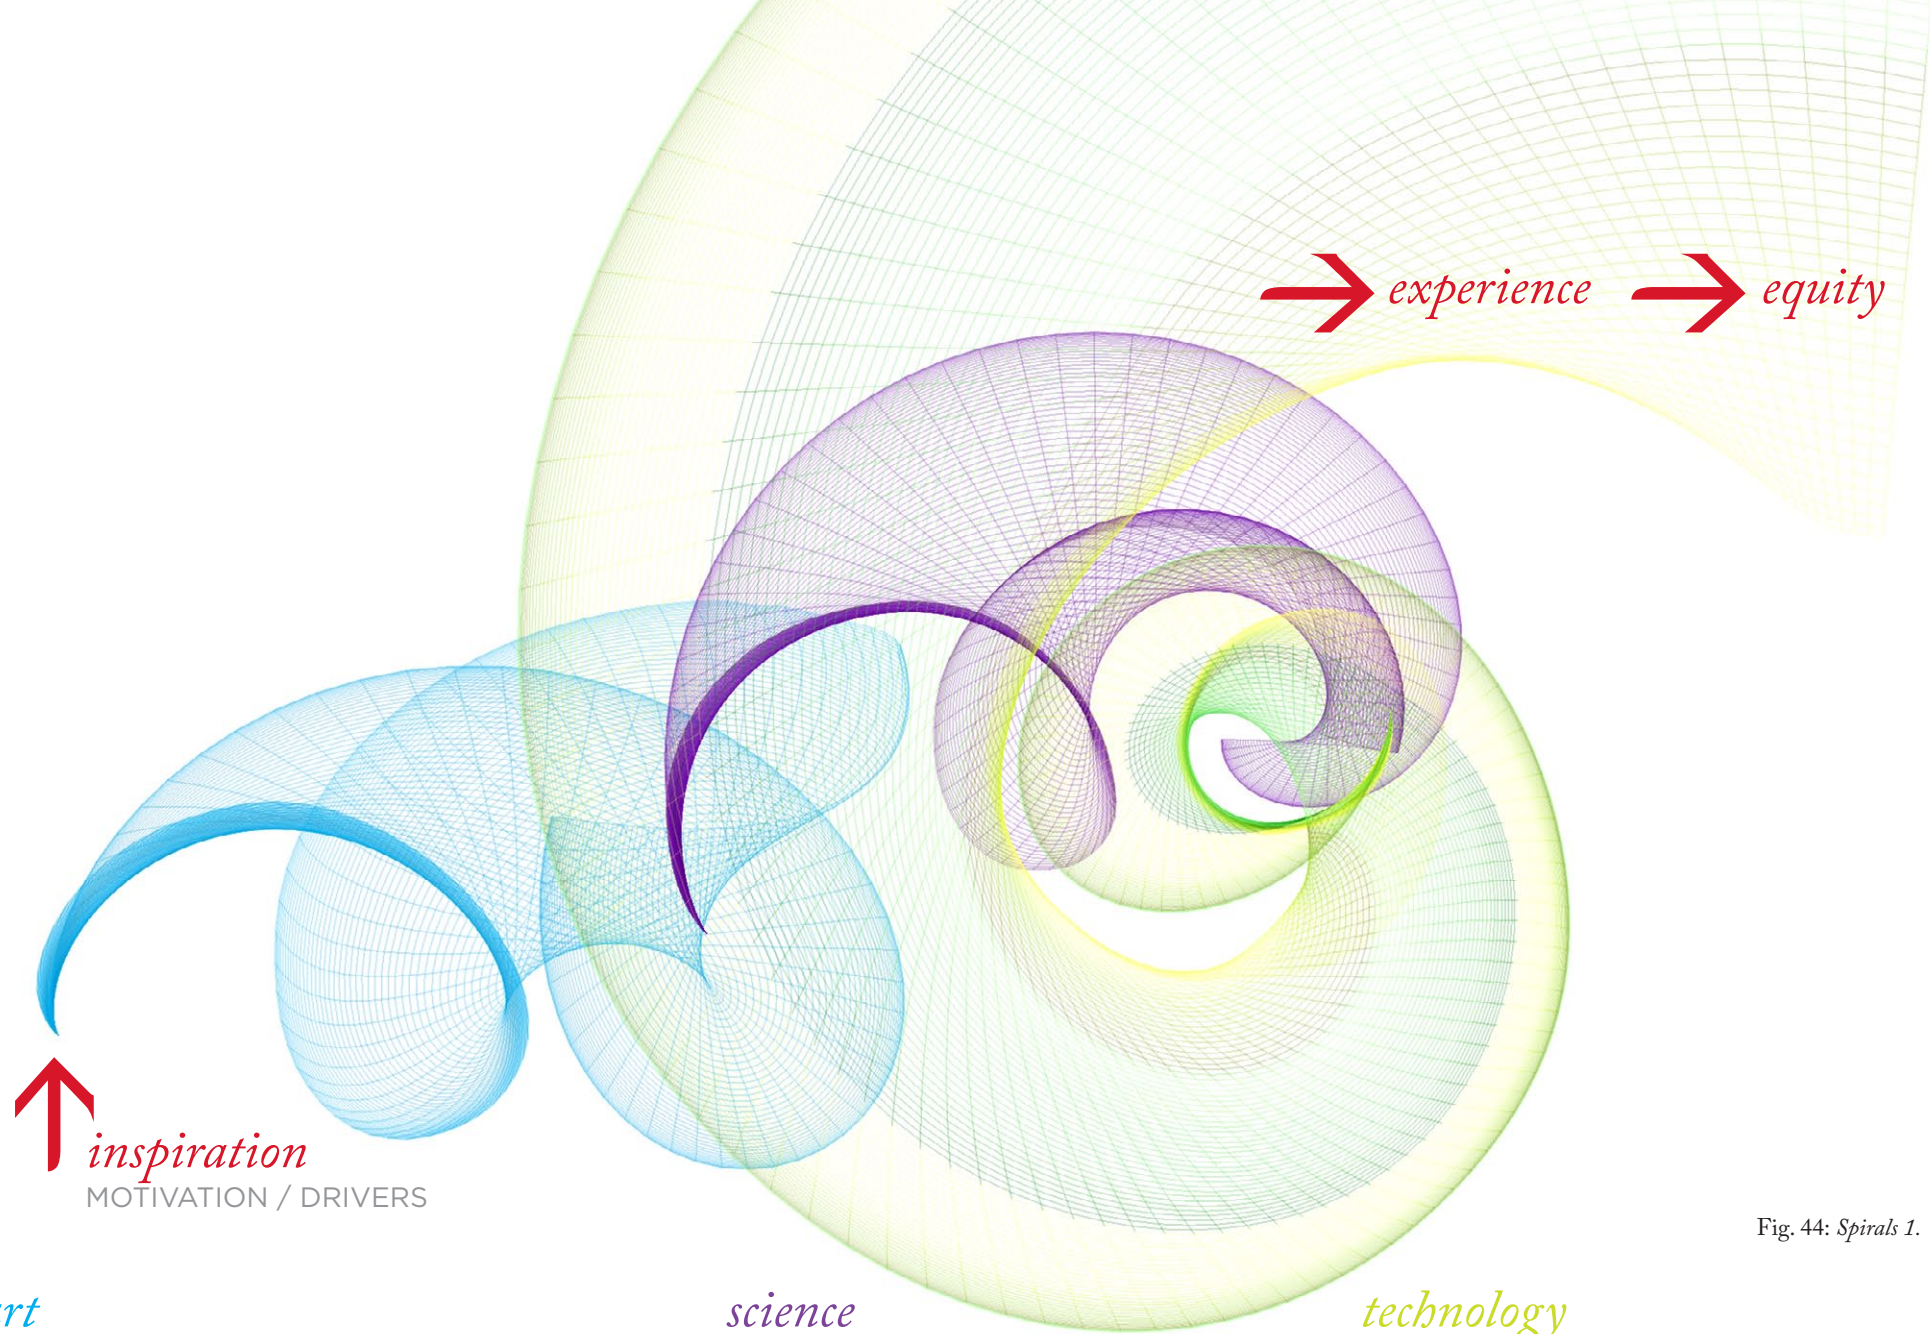 experience equity
inspiration
MOTIVATION / DRIVERS
Fig. 44: Spirals 1.
science technology